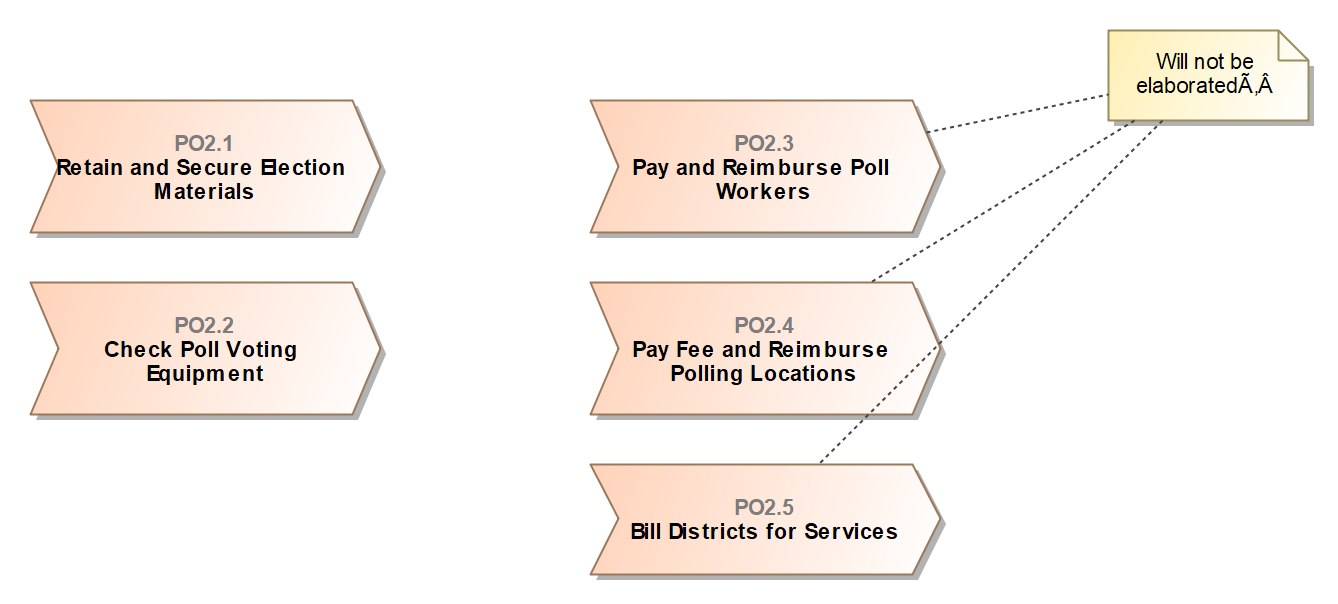 Will not be
elaboratedÃ‚Â
PO2.1
Retain and Secure Election
Materials
PO2.3
Pay and Reimburse Poll
Workers
PO2.2
Check Poll Voting
Equipment
PO2.4
Pay Fee and Reimburse
Polling Locations
PO2.5
Bill Districts for Services